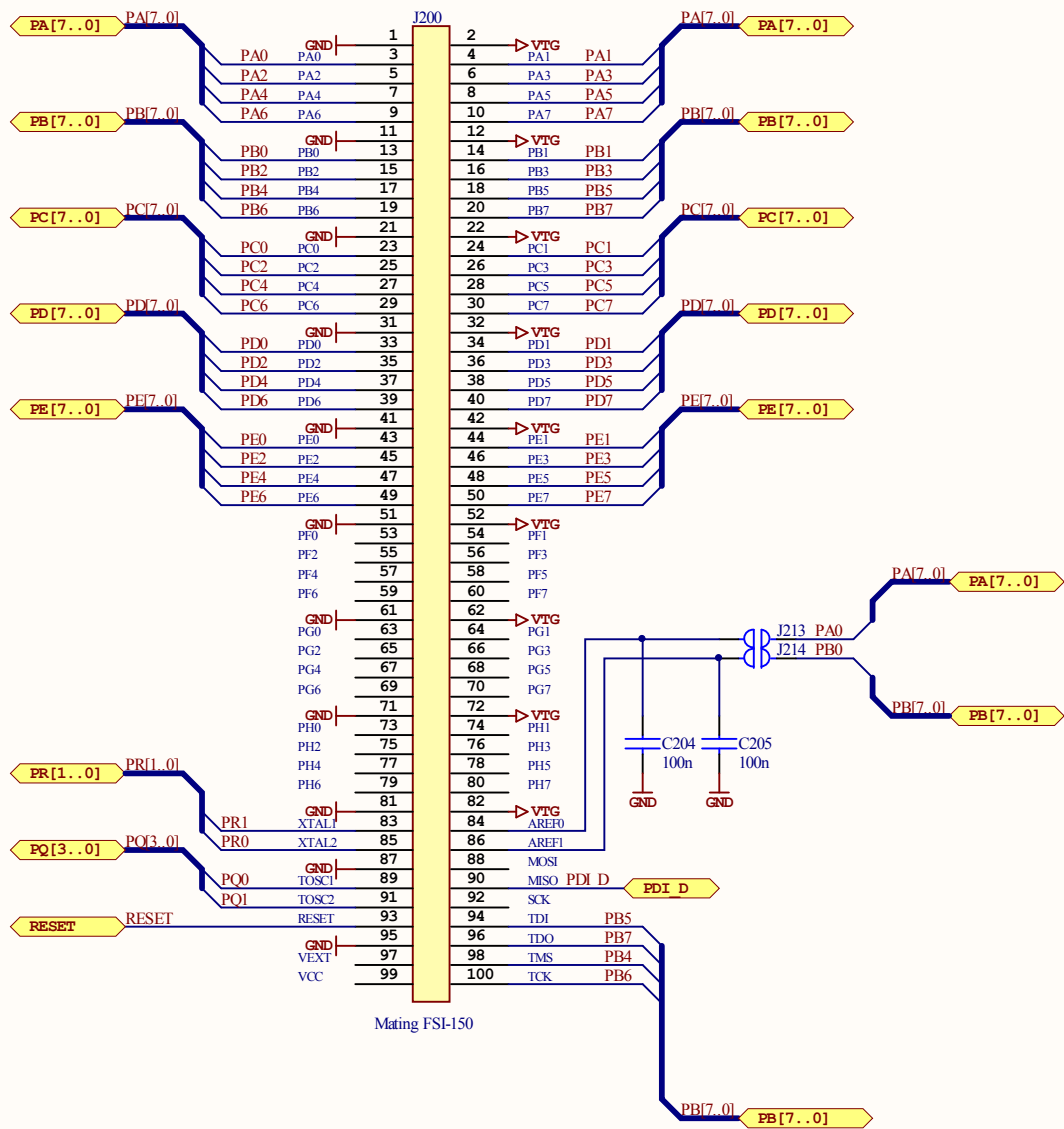 J200
PA[7..0] PA[7..0] PA[7..0] PA[7..0]
GND 1 2 VTG
PA0 PA0 3 4 PA1 PA1
PA2 PA2 5 6 PA3 PA3
PA4 PA4 7 8 PA5 PA5
PA6 PA6 9 10 PA7 PA7
PB[7..0] PB[7..0] PB[7..0] PB[7..0]
GND 11 12 VTG
PB0 PB0 13 14 PB1 PB1
PB2 PB2 15 16 PB3 PB3
PB4 PB4 17 18 PB5 PB5
PB6 PB6 19 20 PB7 PB7
PC[7..0] PC[7..0] PC[7..0] PC[7..0]
GND 21 22 VTG
PC0 PC0 23 24 PC1 PC1
PC2 PC2 25 26 PC3 PC3
PC4 PC4 27 28 PC5 PC5
PC6 PC6 29 30 PC7 PC7
PD[7..0] PD[7..0] PD[7..0] PD[7..0]
GND 31 32 VTG
PD0 PD0 33 34 PD1 PD1
PD2 PD2 35 36 PD3 PD3
PD4 PD4 37 38 PD5 PD5
PD6 PD6 39 40 PD7 PD7
PE[7..0] PE[7..0] PE[7..0] PE[7..0]
GND 41 42 VTG
PE0 PE0 43 44 PE1 PE1
PE2 PE2 45 46 PE3 PE3
PE4 PE4 47 48 PE5 PE5
PE6 PE6 49 50 PE7 PE7
GND 51 52 VTG
PF0 53 54 PF1
PF2 55 56 PF3
PF4 57 58 PF5
PF6 59 60 PF7
PA[7..0] PA[7..0]
GND 61 62 VTG
PG0 63 64 PG1
J213 PA0
PG2 65 66 PG3
J214 PB0
PG4 67 68 PG5
PG6 69 70 PG7
GND 71 72 VTG
PB[7..0] PB[7..0]
PH0 73 74 PH1
PH2 75 76 PH3
C204 C205
100n 100n
PH4 77 78 PH5
PH6 79 80 PH7
GND GND
PR[1..0] PR[1..0]
GND 81 82 VTG
PR1 XTAL1 83 84 AREF0
PR0 XTAL2 85 86 AREF1
PQ[3..0] PQ[3..0]
GND 87 88 MOSI
PQ0 TOSC1 89 90 MISO PDI_D PDI_D
PQ1 TOSC2 91 92 SCK
RESET RESET RESET 93 94 TDI PB5
GND 95 96 TDO PB7
VEXT 97 98 TMS PB4
VCC 99 100 TCK PB6
Mating FSI-150
PB[7..0] PB[7..0]